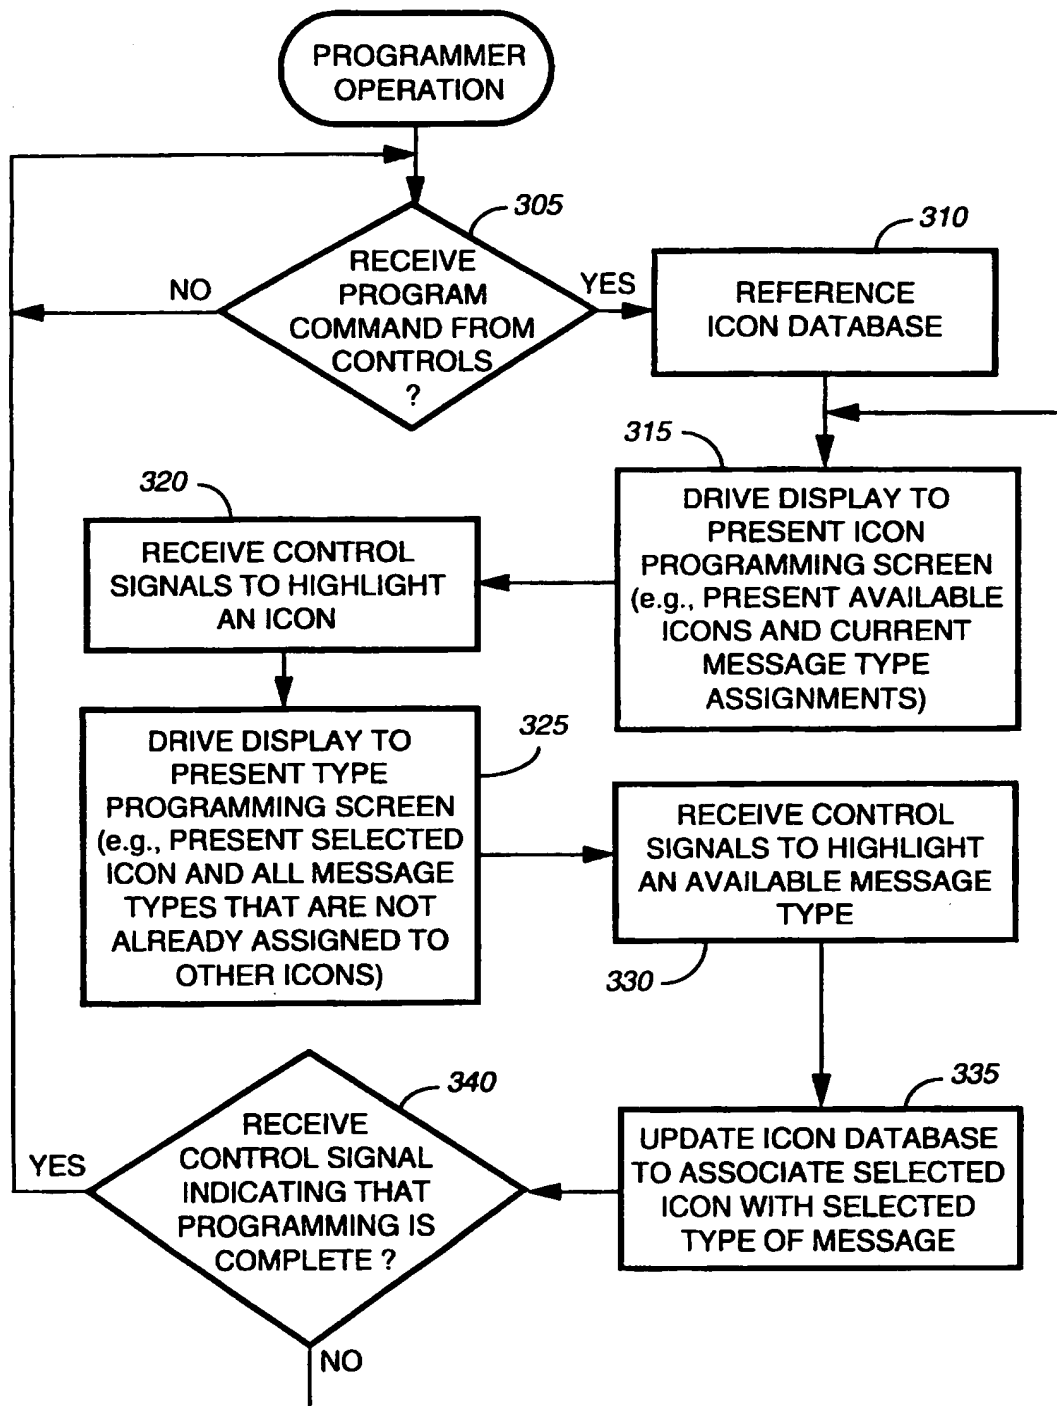 PROGRAMMER
OPERATION
305
RECEIVE
PROGRAM
COMMAND FROM
CONTROLS
?
NO
YES
310
REFERENCE
ICON DATABASE
315
DRIVE DISPLAY TO
PRESENT ICON
PROGRAMMING SCREEN
(e.g., PRESENT AVAILABLE
ICONS AND CURRENT
MESSAGE TYPE
ASSIGNMENTS)
320
RECEIVE CONTROL
SIGNALS TO HIGHLIGHT
AN ICON
325
DRIVE DISPLAY TO
PRESENT TYPE
PROGRAMMING SCREEN
(e.g., PRESENT SELECTED
ICON AND ALL MESSAGE
TYPES THAT ARE NOT
ALREADY ASSIGNED TO
OTHER ICONS)
RECEIVE CONTROL
SIGNALS TO HIGHLIGHT
AN AVAILABLE MESSAGE
TYPE
330
335
UPDATE ICON DATABASE
TO ASSOCIATE SELECTED
ICON WITH SELECTED
TYPE OF MESSAGE
340
RECEIVE
CONTROL SIGNAL
INDICATING THAT
PROGRAMMING IS
COMPLETE ?
YES
NO